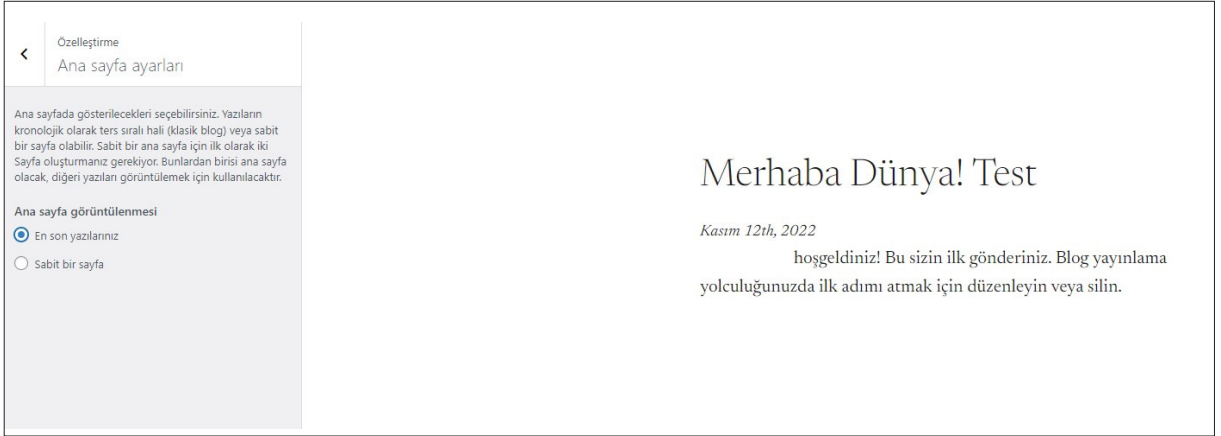 Özelleştirme
Ana sayfa ayarları
Ana sayfada gösterilecekleri seçebilirsiniz. Yazıların
kronolojik olarak ters sıralı hali (klasik blog) veya sabit
bir sayfa olabilir. Sabit bir ana sayfa için ilk olarak iki
Sayfa oluşturmanız gerekiyor. Bunlardan birisi ana sayfa
olacak, diğeri yazıları görüntülemek için kullanılacaktır.
Ana sayfa görüntülenmesi
En son yazılarınız
Sabit bir sayfa
Merhaba Dünya! Test
Kasım 12th, 2022
hoşgeldiniz! Bu sizin ilk gönderiniz. Blog yayınlama
yolculuğunuzda ilk adımı atmak için düzenleyin veya silin.